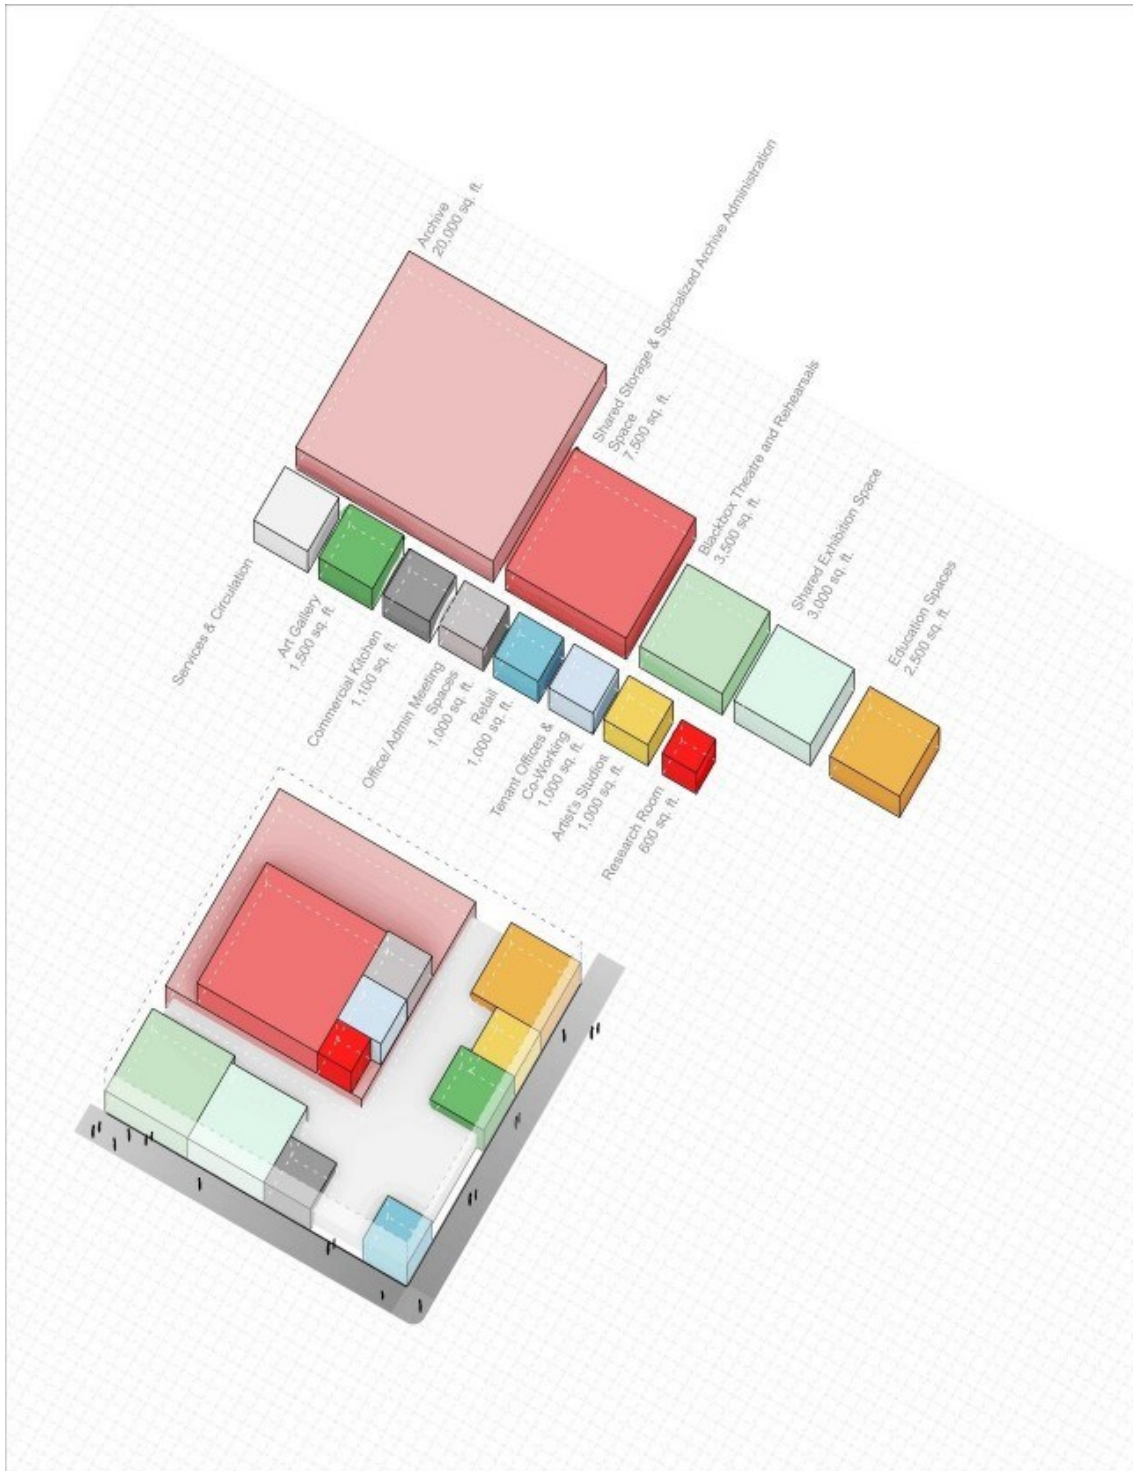 Archive
20,000 sq. ft.
Shared Storage & Specialized Archive Administration
Space
7,500 sq. ft.
Blackbox Theatre and Rehearsals
3,500 sq. ft.
Shared Exhibition Space
3,000 sq. ft.
Education Spaces
2,500 sq. ft.
Services & Circulation
Art Gallery
1,500 sq. ft.
Commercial Kitchen
1,100 sq. ft.
Office/ Admin Meeting
Spaces
1,000 sq. ft.
Retail
1,000 sq. ft.
Tenant Offices &
Co-Working
1,000 sq. ft.
Artist's Studios
1,000 sq. ft.
Research Room
600 sq. ft.